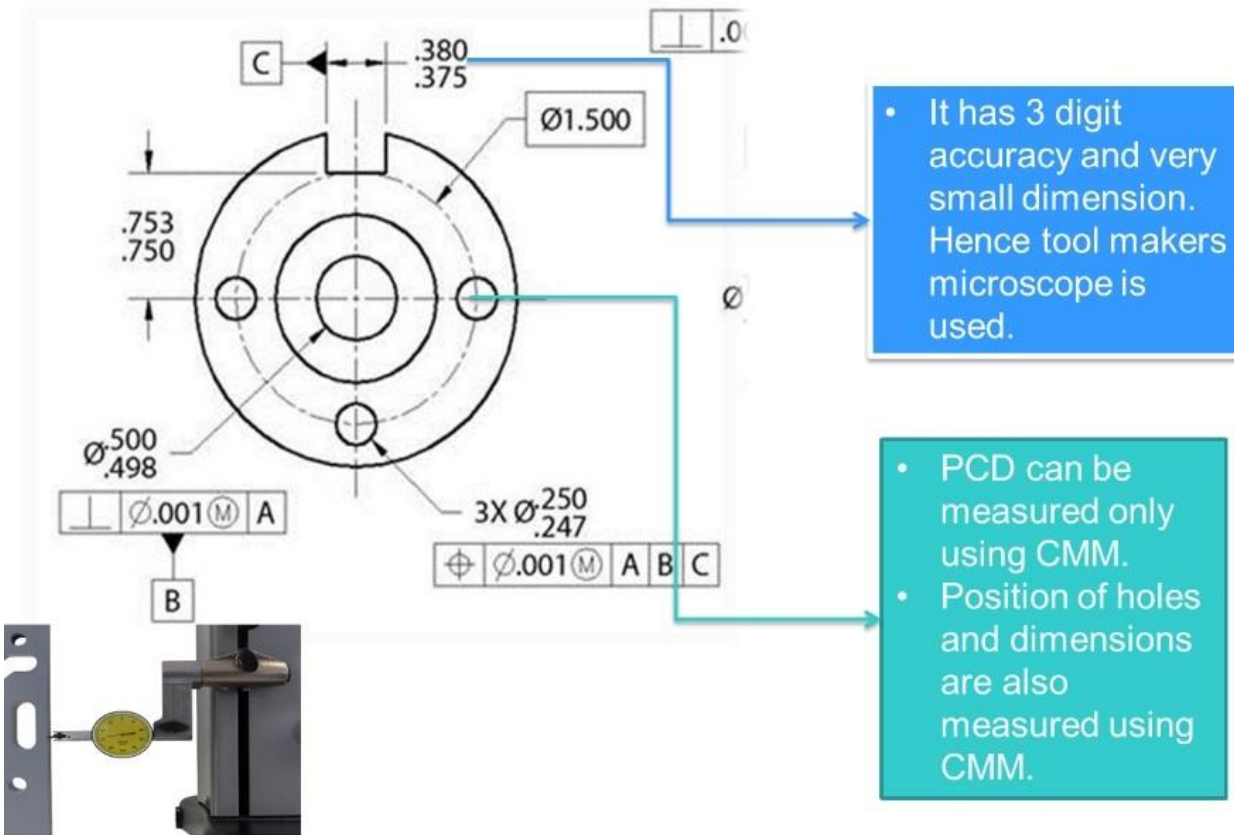 C
.380
.375
Ø1.500
.753
.750
Ø.500
.498
⊥ Ø.001 Ⓜ A
B
3X Ø.250
.247
⌖ Ø.001 Ⓜ A B C
⊥ .0
Ø
• It has 3 digit
accuracy and very
small dimension.
Hence tool makers
microscope is
used.
• PCD can be
measured only
using CMM.
• Position of holes
and dimensions
are also
measured using
CMM.